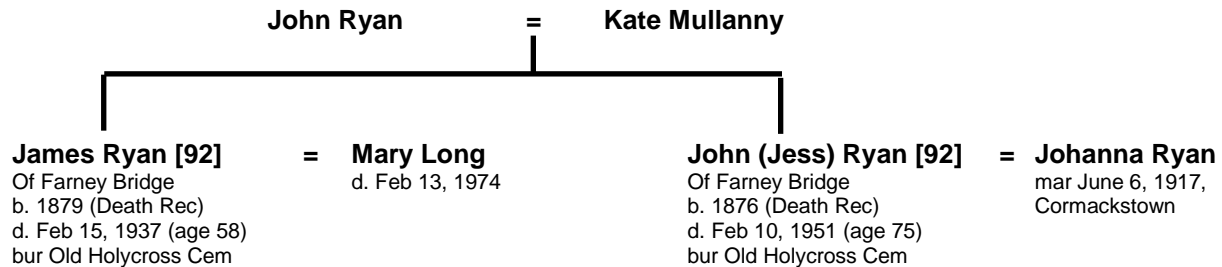 John Ryan = Kate Mullanny
James Ryan [92] = Mary Long
Of Farney Bridge
b. 1879 (Death Rec)
d. Feb 15, 1937 (age 58)
bur Old Holycross Cem
d. Feb 13, 1974
John (Jess) Ryan [92] = Johanna Ryan
Of Farney Bridge
b. 1876 (Death Rec)
d. Feb 10, 1951 (age 75)
bur Old Holycross Cem
mar June 6, 1917,
Cormackstown